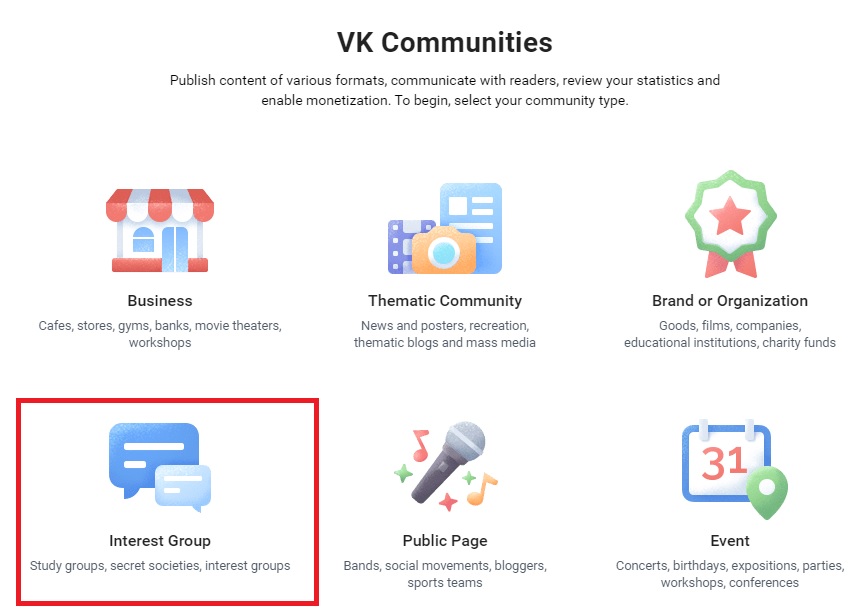 VK Communities
Publish content of various formats, communicate with readers, review your statistics and
enable monetization. To begin, select your community type.
Business
Cafes, stores, gyms, banks, movie theaters,
workshops
Thematic Community
News and posters, recreation,
thematic blogs and mass media
Brand or Organization
Goods, films, companies,
educational institutions, charity funds
Interest Group
Study groups, secret societies, interest groups
Public Page
Bands, social movements, bloggers,
sports teams
31
Event
Concerts, birthdays, expositions, parties,
workshops, conferences